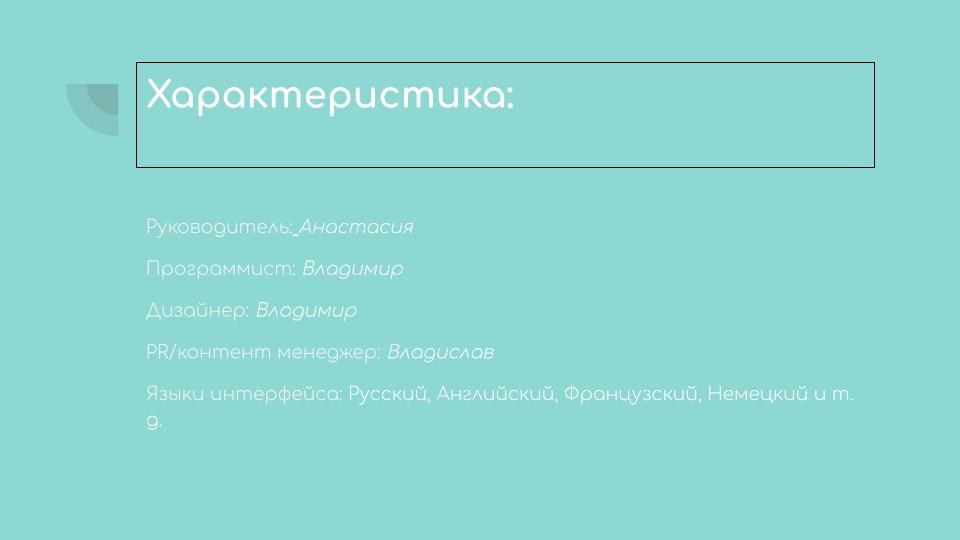 Характеристика:
Руководитель: Анастасия
Программист: Владимир
Дизайнер: Владимир
PR/контент менеджер: Владислав
Языки интерфейса: Русский, Английский, Французский, Немецкий и т.
д.